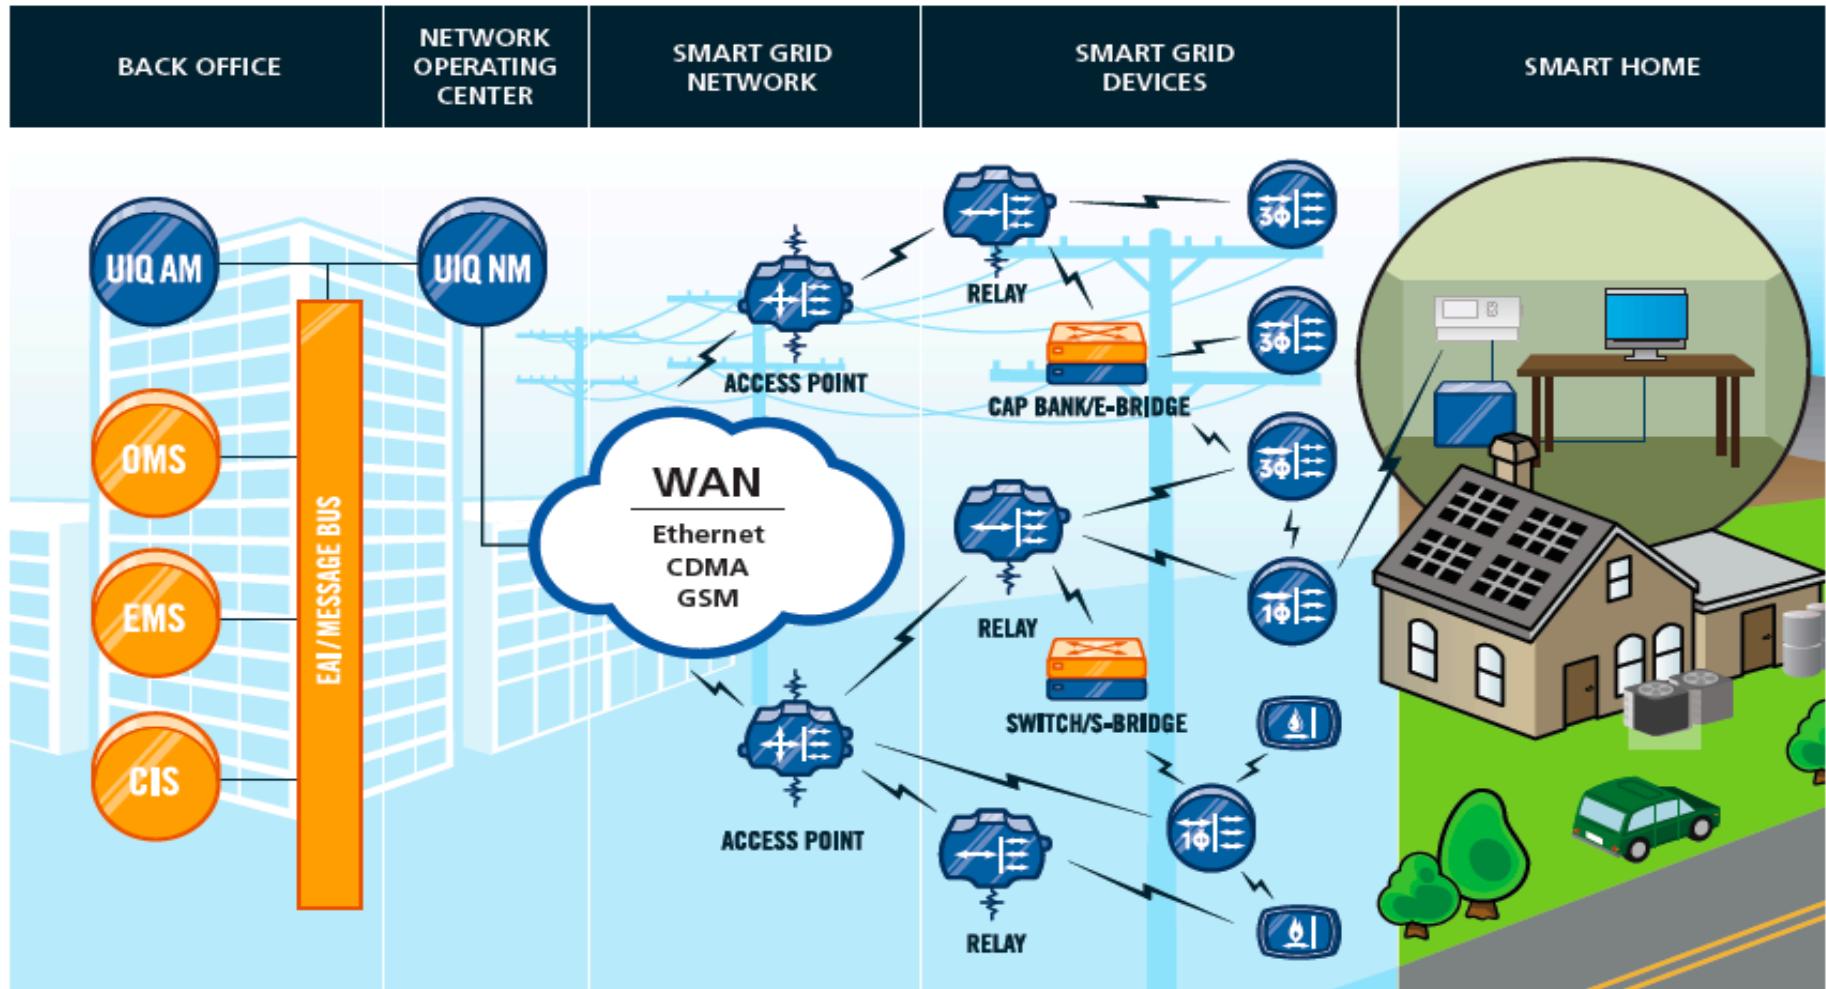 BACK OFFICE
NETWORK
OPERATING
CENTER
SMART GRID
NETWORK
SMART GRID
DEVICES
SMART HOME
UIQ AM
UIQ NM
OMS
EMS
CIS
EAI/MESSAGE BUS
WAN
Ethernet
CDMA
GSM
ACCESS POINT
ACCESS POINT
RELAY
CAP BANK/E-BRIDGE
RELAY
SWITCH/S-BRIDGE
RELAY
3Φ
3Φ
3Φ
1Φ
1Φ